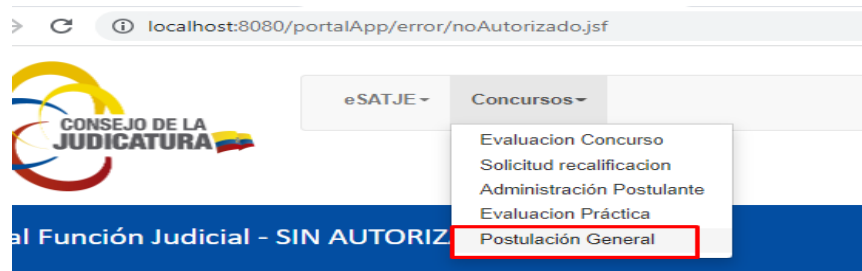 localhost:8080/portalApp/error/noAutorizado.jsf
CONSEJO DE LA
JUDICATURA
eSATJE
Concursos
Evaluacion Concurso
Solicitud recalificacion
Administración Postulante
Evaluacion Práctica
Postulación General
al Función Judicial - SIN AUTORIZ